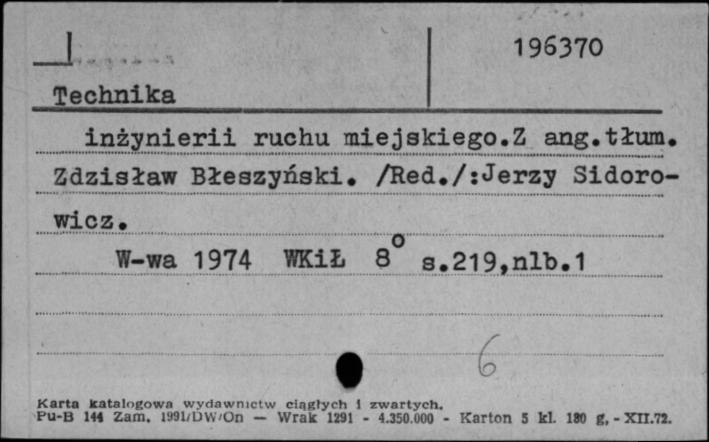 196370
Technika
inżynierii ruchu miejskiego.Z ang.tłum.
Zdzisław Błeszyński. /Red./:Jerzy Sidoro-
wicz.
W-wa 1974 WKiŁ 8° s.219,nlb.1
6
Karta katalogowa wydawnictw ciągłych i zwartych.
Pu-B 144 Zam. 1991/DW/On — Wrak 1291 - 4.350.000 - Karton 5 kl. 180 g, - XII.72.